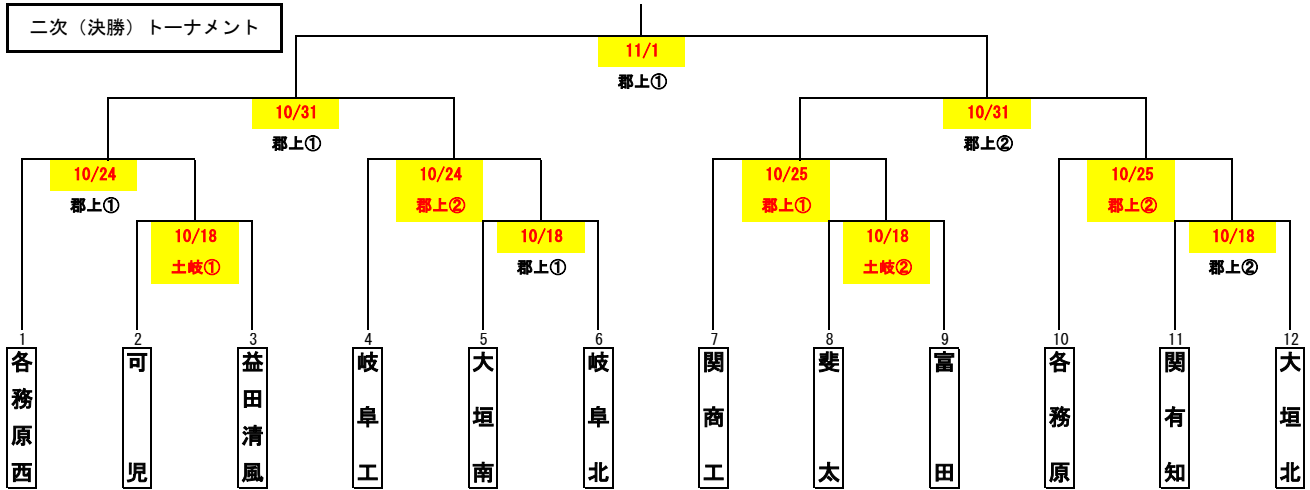 二次（決勝）トーナメント
11/1
郡上①
10/31
郡上①
10/31
郡上②
10/24
郡上①
10/24
郡上②
10/25
郡上①
10/25
郡上②
10/18
土岐①
10/18
郡上①
10/18
土岐②
10/18
郡上②
1
各務原西
2
可児
3
益田清風
4
岐阜工
5
大垣南
6
岐阜北
7
関商工
8
斐太
9
富田
10
各務原
11
関有知
12
大垣北